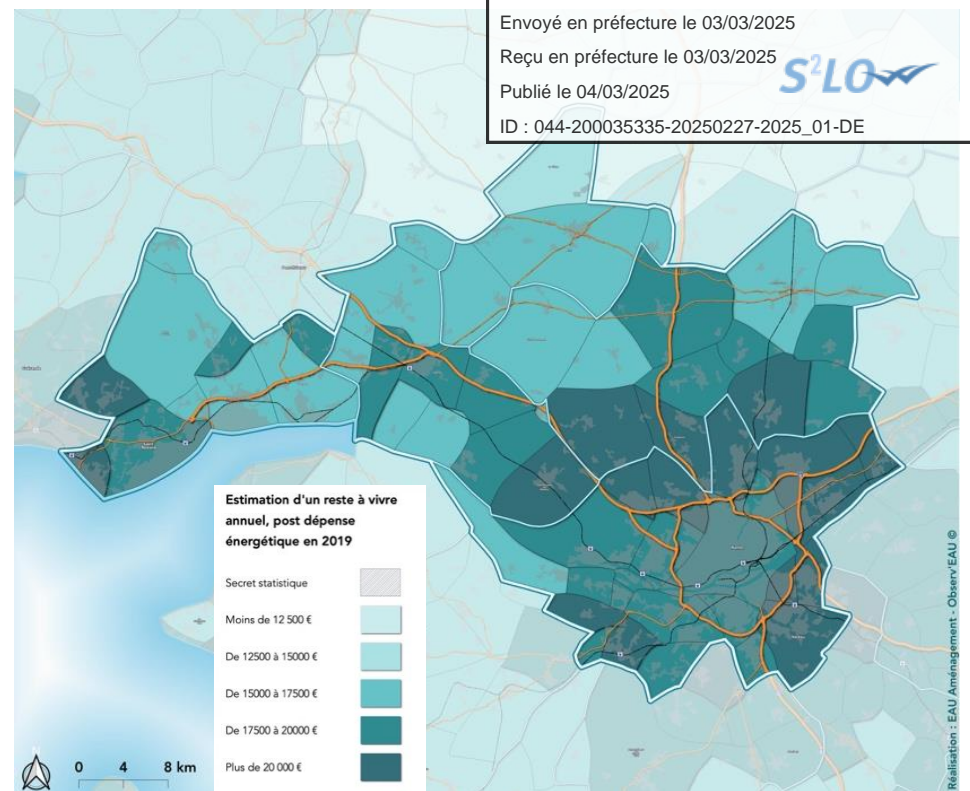 Envoyé en préfecture le 03/03/2025
Reçu en préfecture le 03/03/2025
Publié le 04/03/2025
S²LO
ID : 044-200035335-20250227-2025_01-DE
Estimation d'un reste à vivre
annuel, post dépense
énergétique en 2019
Secret statistique
Moins de 12 500 €
De 12500 à 15000 €
De 15000 à 17500 €
De 17500 à 20000 €
Plus de 20 000 €
N
0 4 8 km
Réalisation : EAU Aménagement - Observ'EAU ©